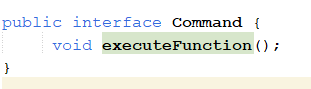 public interface Command {
    void executeFunction();
}